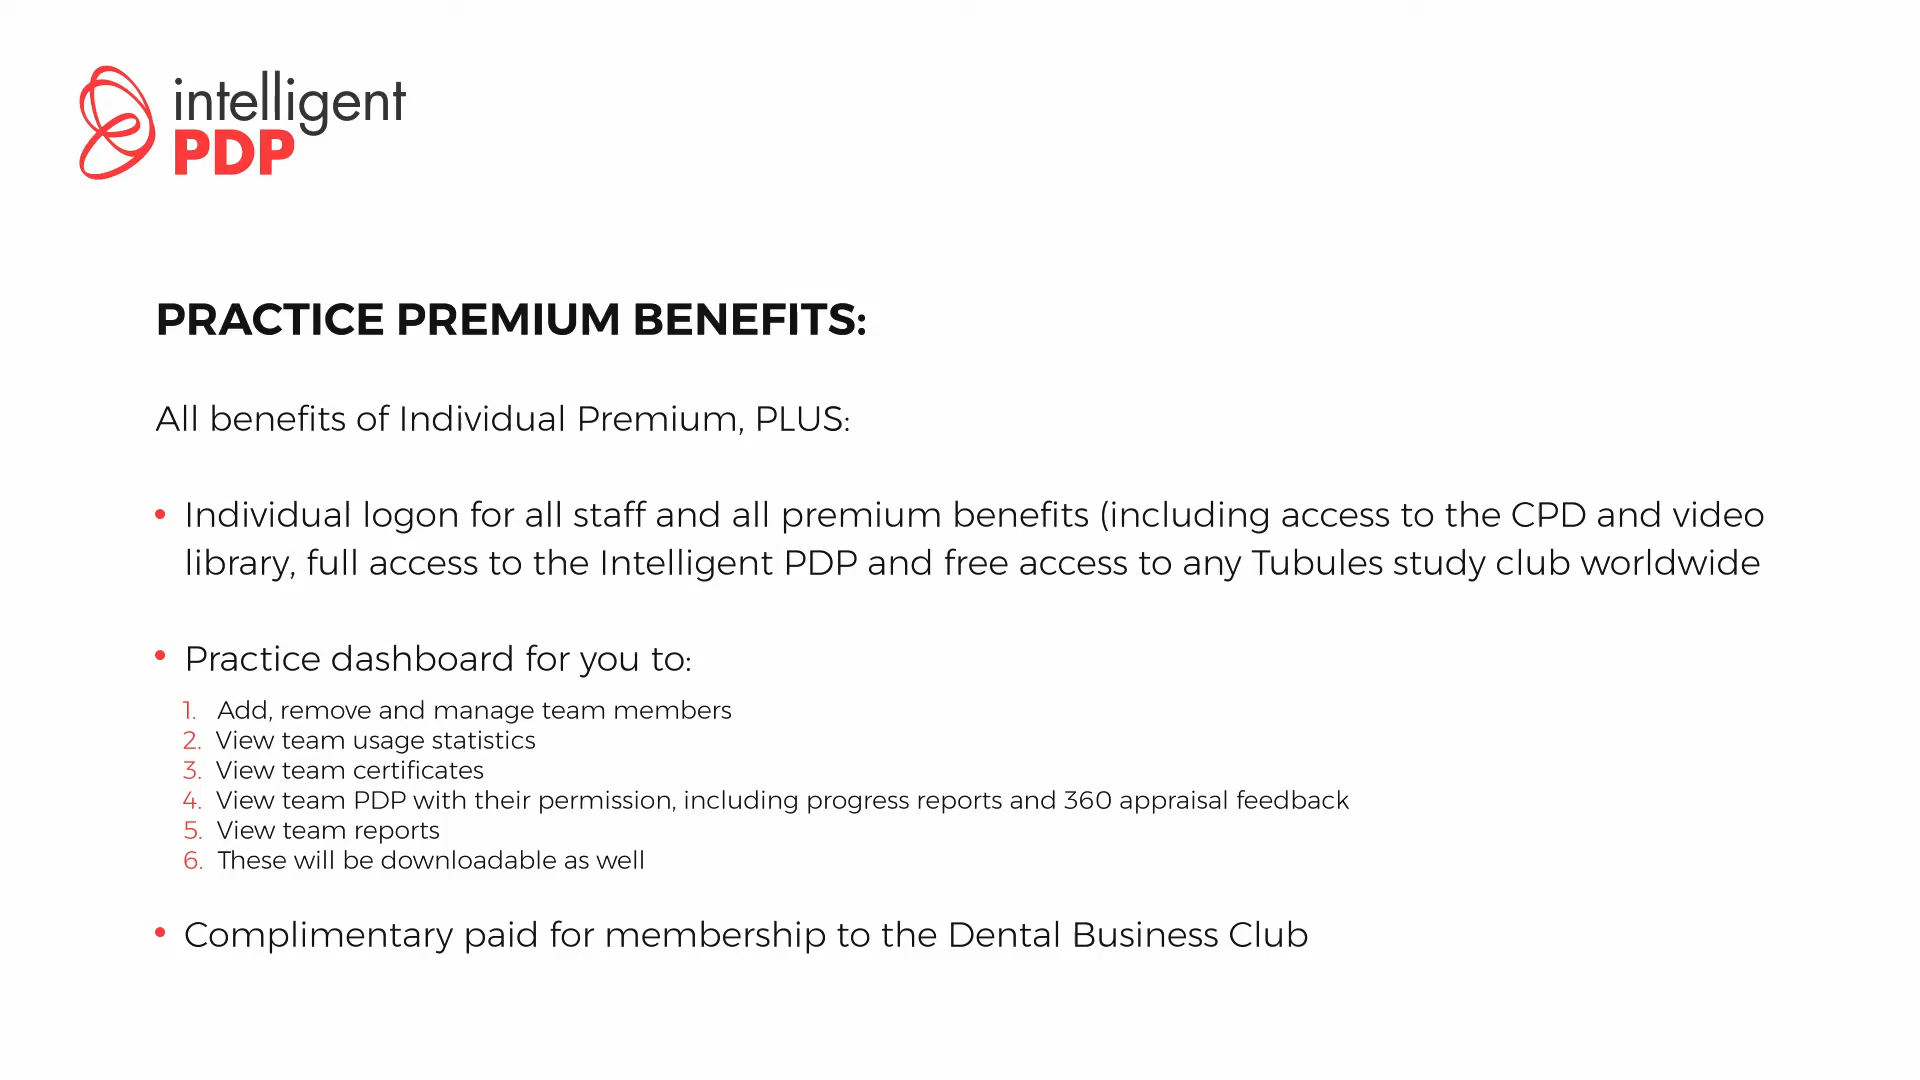 intelligent
PDP
PRACTICE PREMIUM BENEFITS:
All benefits of Individual Premium, PLUS:
• Individual logon for all staff and all premium benefits (including access to the CPD and video
library, full access to the Intelligent PDP and free access to any Tubules study club worldwide
• Practice dashboard for you to:
1. Add, remove and manage team members
2. View team usage statistics
3. View team certificates
4. View team PDP with their permission, including progress reports and 360 appraisal feedback
5. View team reports
6. These will be downloadable as well
• Complimentary paid for membership to the Dental Business Club